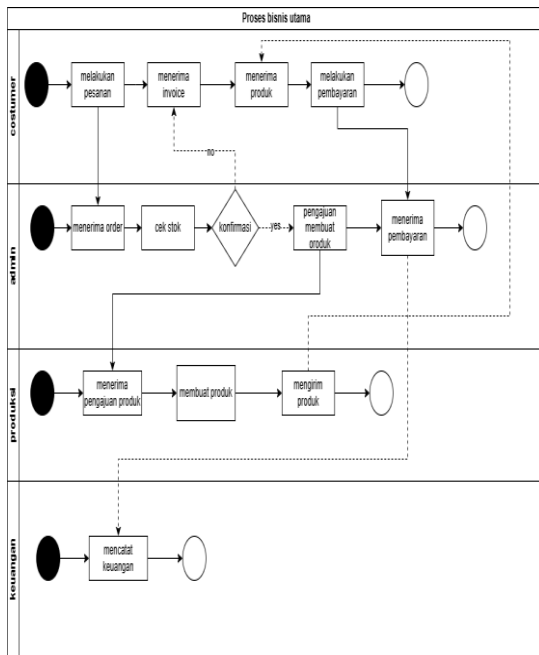 Proses bisnis utama
costumer
melakukan
pesanan
menerima
invoice
menerima
produk
melakukan
pembayaran
no
admin
menerima order
cek stok
konfirmasi
yes
pengajuan
membuat
produk
menerima
pembayaran
produksi
menerima
pengajuan produk
membuat produk
mengirim
produk
keuangan
mencatat
keuangan